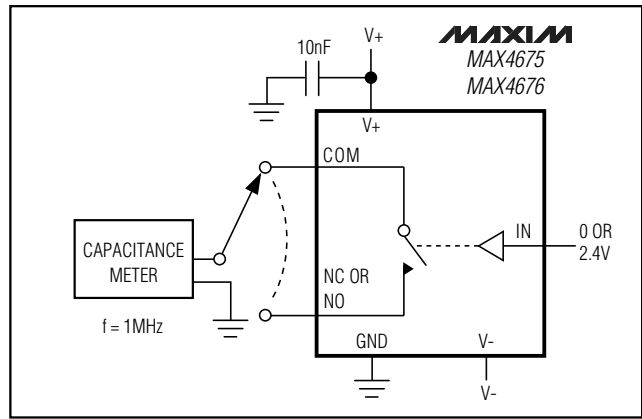 MAXIM
MAX4675
MAX4676
10nF
V+
V+
COM
IN
0 OR
2.4V
CAPACITANCE
METER
NC OR
NO
f = 1MHz
GND
V-
V-